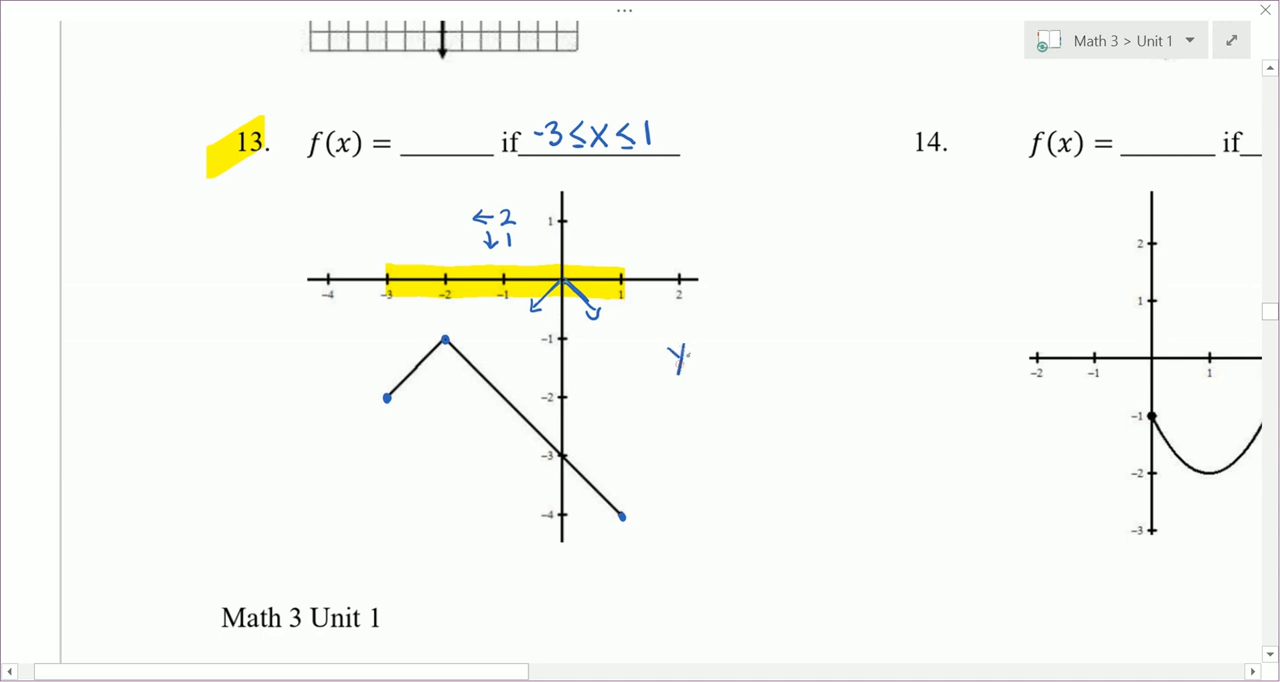 Math 3 > Unit 1
13. f(x) = ______ if -3 ≤ x ≤ 1
14. f(x) = ______ if
← 2
↓ 1
1
-4 -3 -2 -1 1 2
-1
-2
-3
-4
y
2
1
-2 -1 1
-1
-2
-3
Math 3 Unit 1